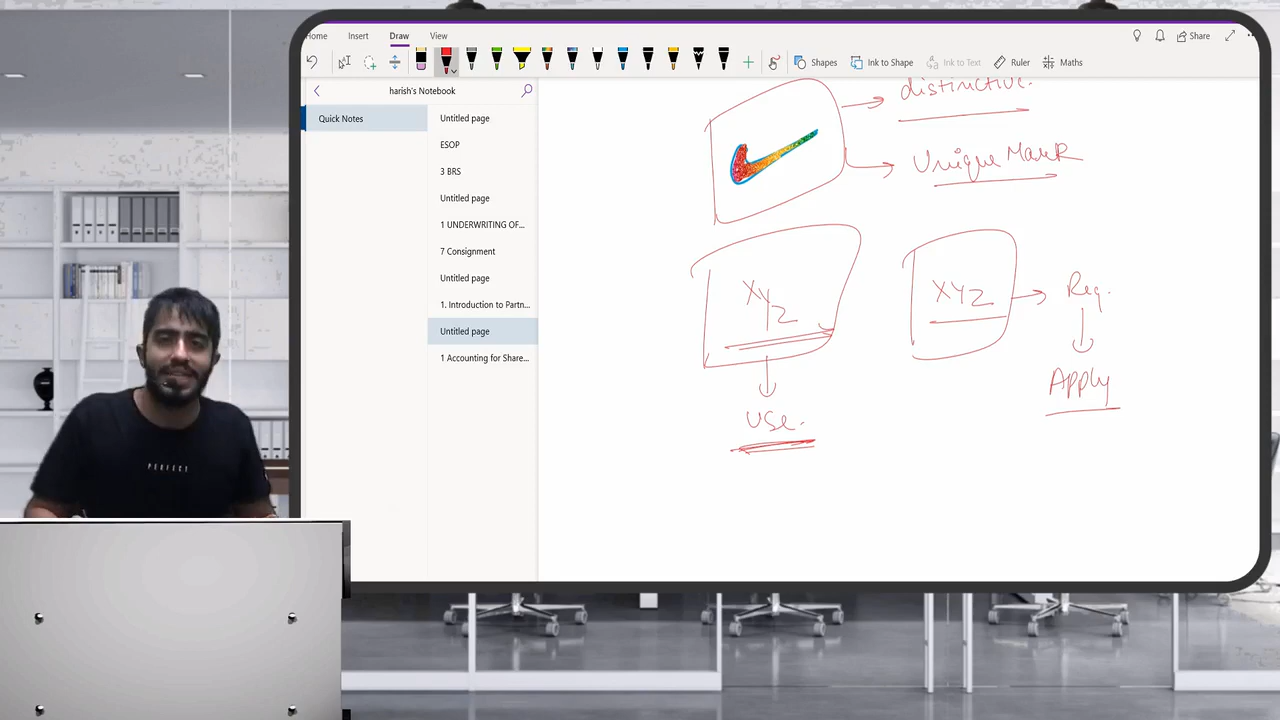 Home Insert Draw View
Share
Shapes Ink to Shape Ink to Text Ruler Maths
harish's Notebook
Quick Notes
Untitled page
ESOP
3 BRS
Untitled page
1 UNDERWRITING OF...
7 Consignment
Untitled page
1. Introduction to Partn...
Untitled page
1 Accounting for Share...
distinctive.
Unique Mark
XYZ
Use.
XYZ
Reg.
Apply
PERFECT